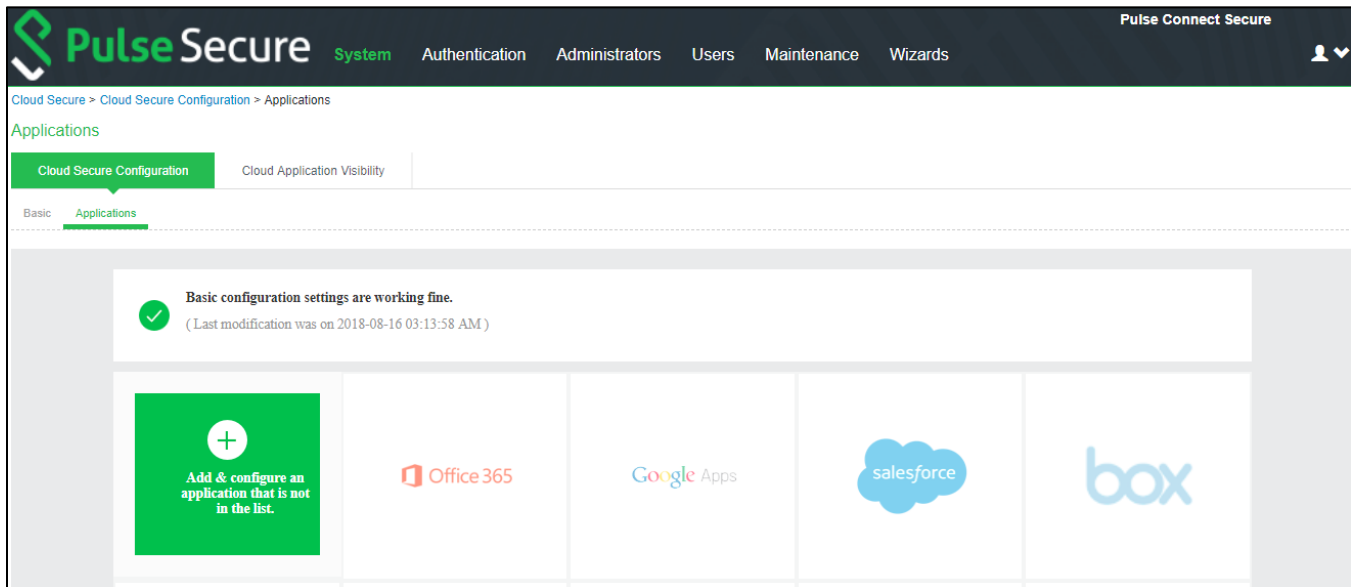 Pulse Connect Secure
Pulse Secure
System Authentication Administrators Users Maintenance Wizards
Cloud Secure > Cloud Secure Configuration > Applications
Applications
Cloud Secure Configuration Cloud Application Visibility
Basic Applications
Basic configuration settings are working fine.
( Last modification was on 2018-08-16 03:13:58 AM )
Add & configure an
application that is not
in the list.
Office 365
Google Apps
salesforce
box